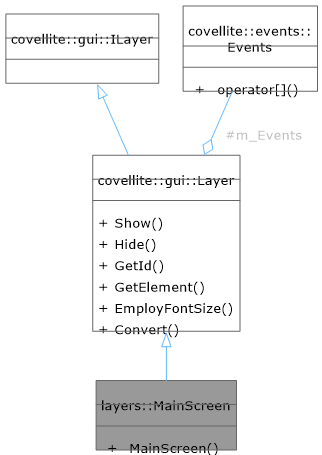 covellite::gui::ILayer
covellite::events::
Events
+ operator[]()
#m_Events
covellite::gui::Layer
+ Show()
+ Hide()
+ GetId()
+ GetElement()
+ EmployFontSize()
+ Convert()
layers::MainScreen
+ MainScreen()